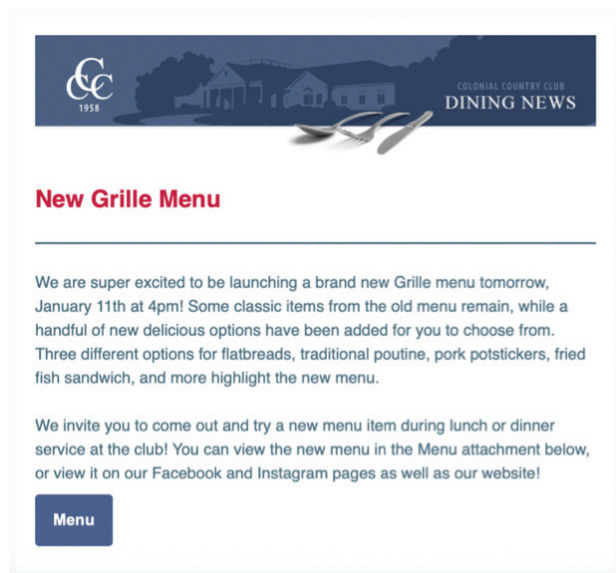 CCC
1958
COLONIAL COUNTRY CLUB
DINING NEWS
New Grille Menu
We are super excited to be launching a brand new Grille menu tomorrow,
January 11th at 4pm! Some classic items from the old menu remain, while a
handful of new delicious options have been added for you to choose from.
Three different options for flatbreads, traditional poutine, pork potstickers, fried
fish sandwich, and more highlight the new menu.
We invite you to come out and try a new menu item during lunch or dinner
service at the club! You can view the new menu in the Menu attachment below,
or view it on our Facebook and Instagram pages as well as our website!
Menu